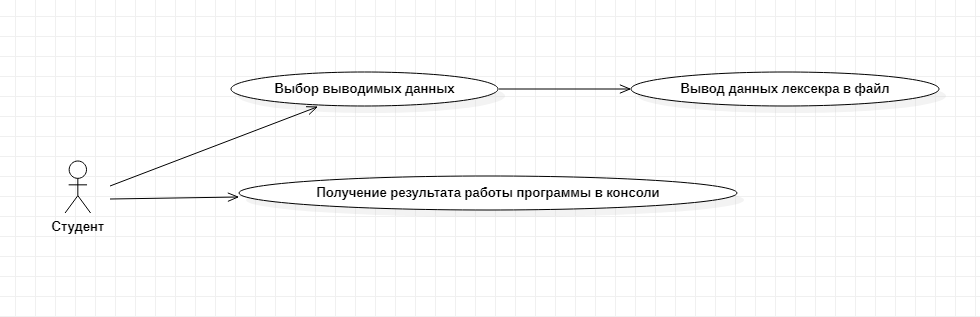 Выбор выводимых данных
Вывод данных лексекра в файл
Получение результата работы программы в консоли
Студент